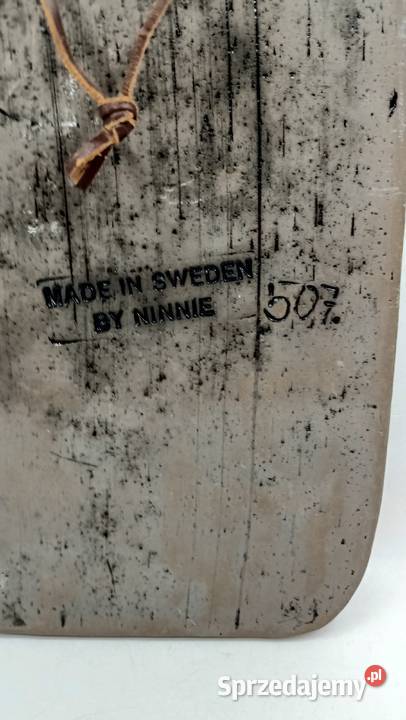 MADE IN SWEDEN
BY NINNIE
507.
Sprzedajemy.pl